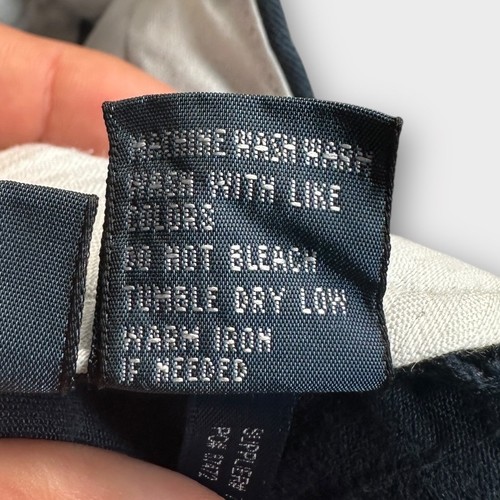 MACHINE WASH WARM
WASH WITH LIKE
COLORS
DO NOT BLEACH
TUMBLE DRY LOW
WARM IRON
IF NEEDED